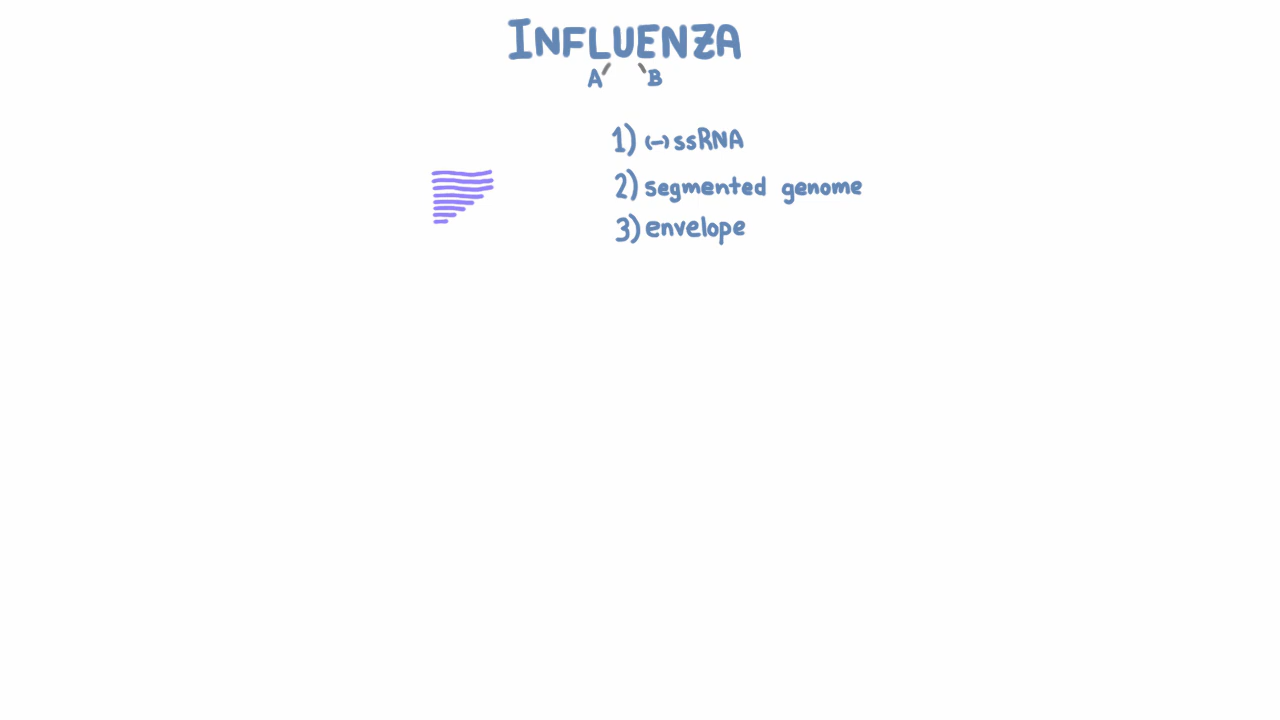 INFLUENZA
A B
1) (-) ssRNA
2) segmented genome
3) envelope